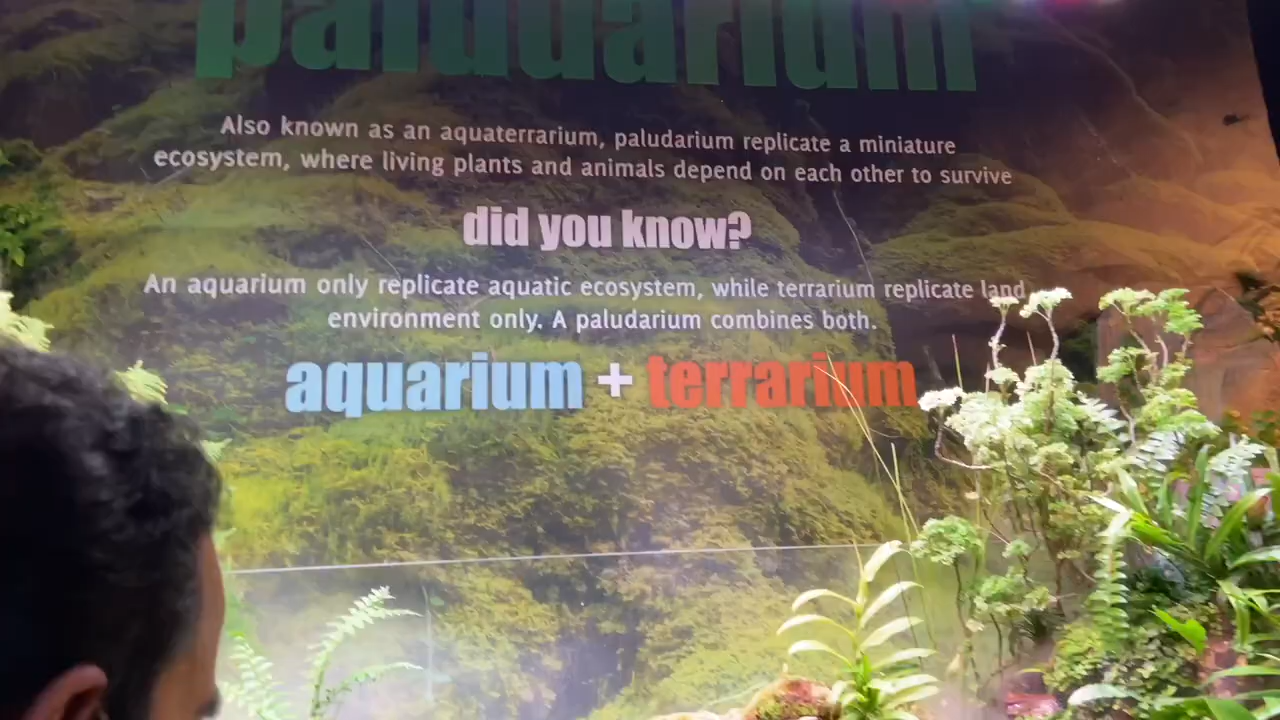 paludarium
Also known as an aquaterrarium, paludarium replicate a miniature
ecosystem, where living plants and animals depend on each other to survive
did you know?
An aquarium only replicate aquatic ecosystem, while terrarium replicate land
environment only. A paludarium combines both.
aquarium + terrarium